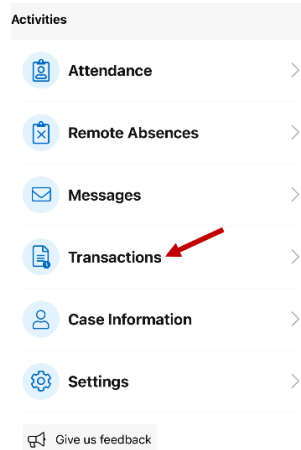 Activities
Attendance
Remote Absences
Messages
Transactions
Case Information
Settings
Give us feedback